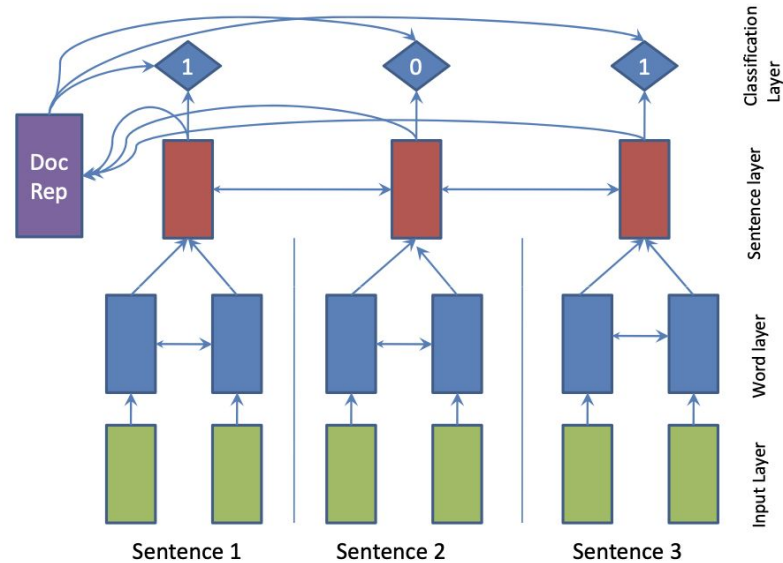 1
0
1
Classification
Layer
Doc
Rep
Sentence layer
Word layer
Input Layer
Sentence 1
Sentence 2
Sentence 3